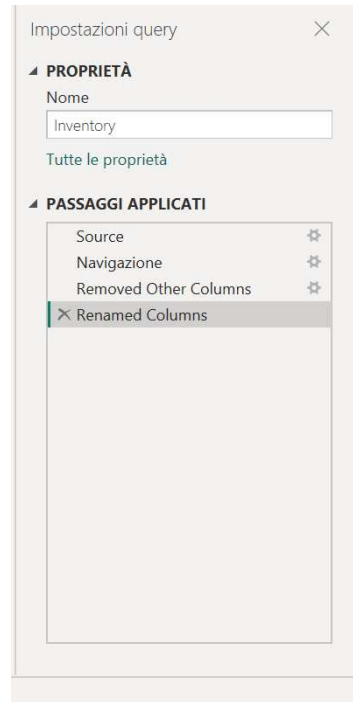 Impostazioni query
PROPRIETÀ
Nome
Inventory
Tutte le proprietà
PASSAGGI APPLICATI
Source
Navigazione
Removed Other Columns
Renamed Columns